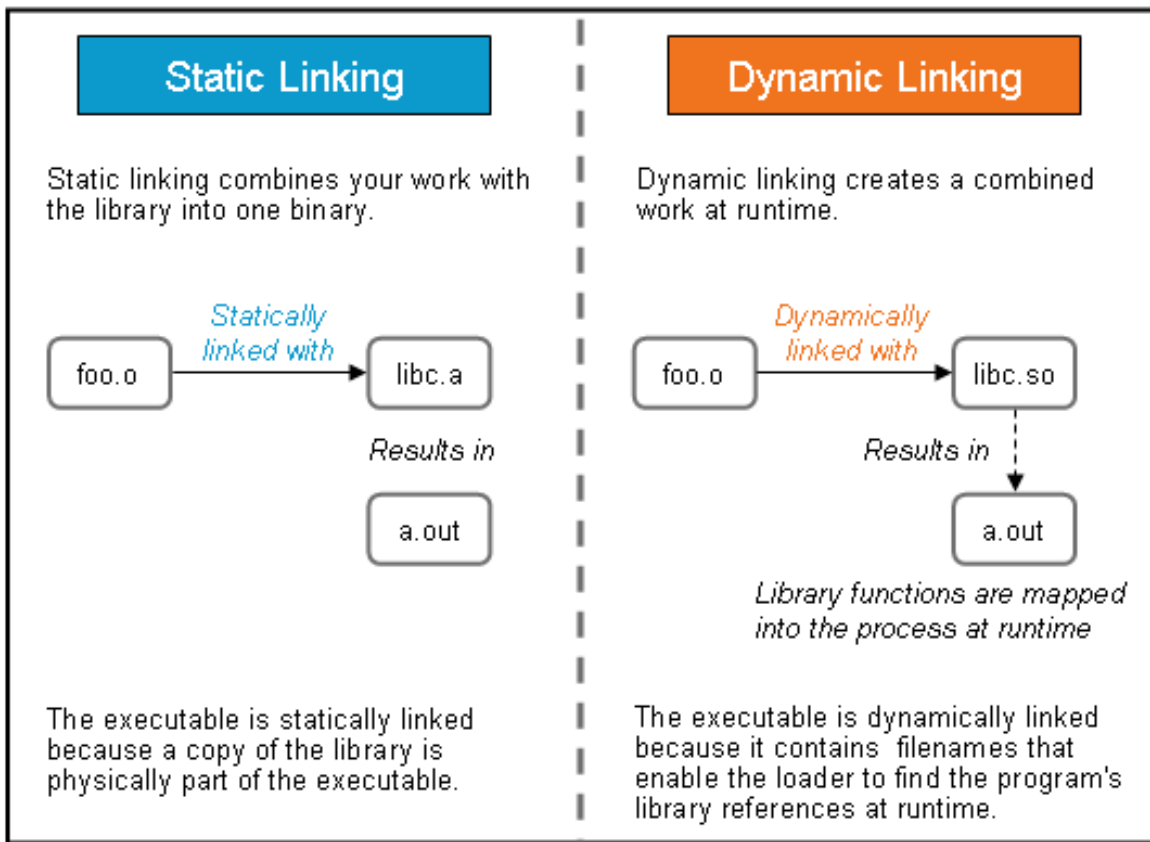 Static Linking
Static linking combines your work with
the library into one binary.
Statically
linked with
foo.o
libc.a
Results in
a.out
The executable is statically linked
because a copy of the library is
physically part of the executable.
Dynamic Linking
Dynamic linking creates a combined
work at runtime.
Dynamically
linked with
foo.o
libc.so
Results in
a.out
Library functions are mapped
into the process at runtime
The executable is dynamically linked
because it contains filenames that
enable the loader to find the program's
library references at runtime.